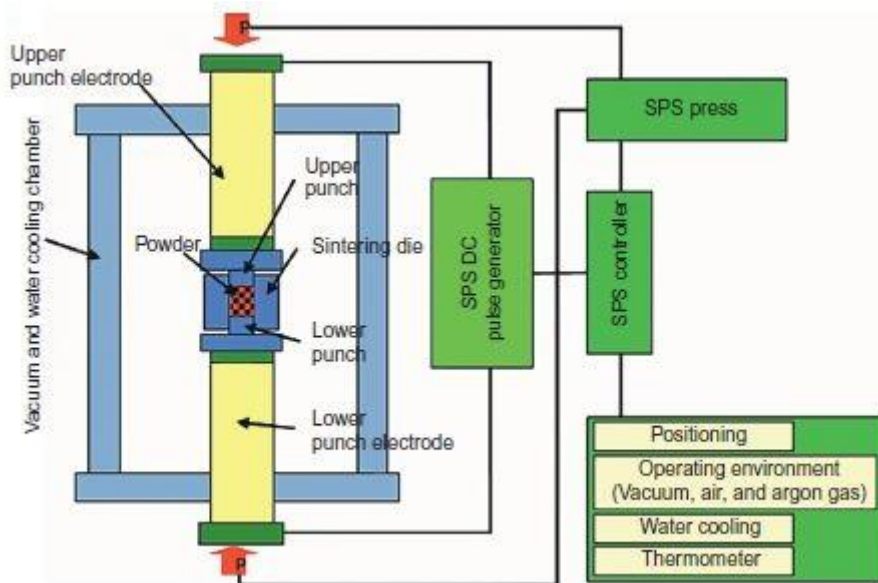 P
Upper
punch electrode
SPS press
Upper
punch
Vacuum and water cooling chamber
Powder
Sintering die
SPS DC
pulse generator
SPS controller
Lower
punch
Lower
punch electrode
Positioning
Operating environment
(Vacuum, air, and argon gas)
Water cooling
Thermometer
P